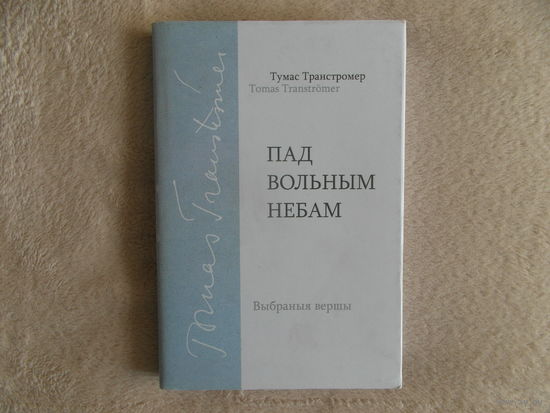 Тумас Транстромер
Tomas Tranströmer
ПАД
ВОЛЬНЫМ
НЕБАМ
Выбраныя вершы
Tomas Tranströmer